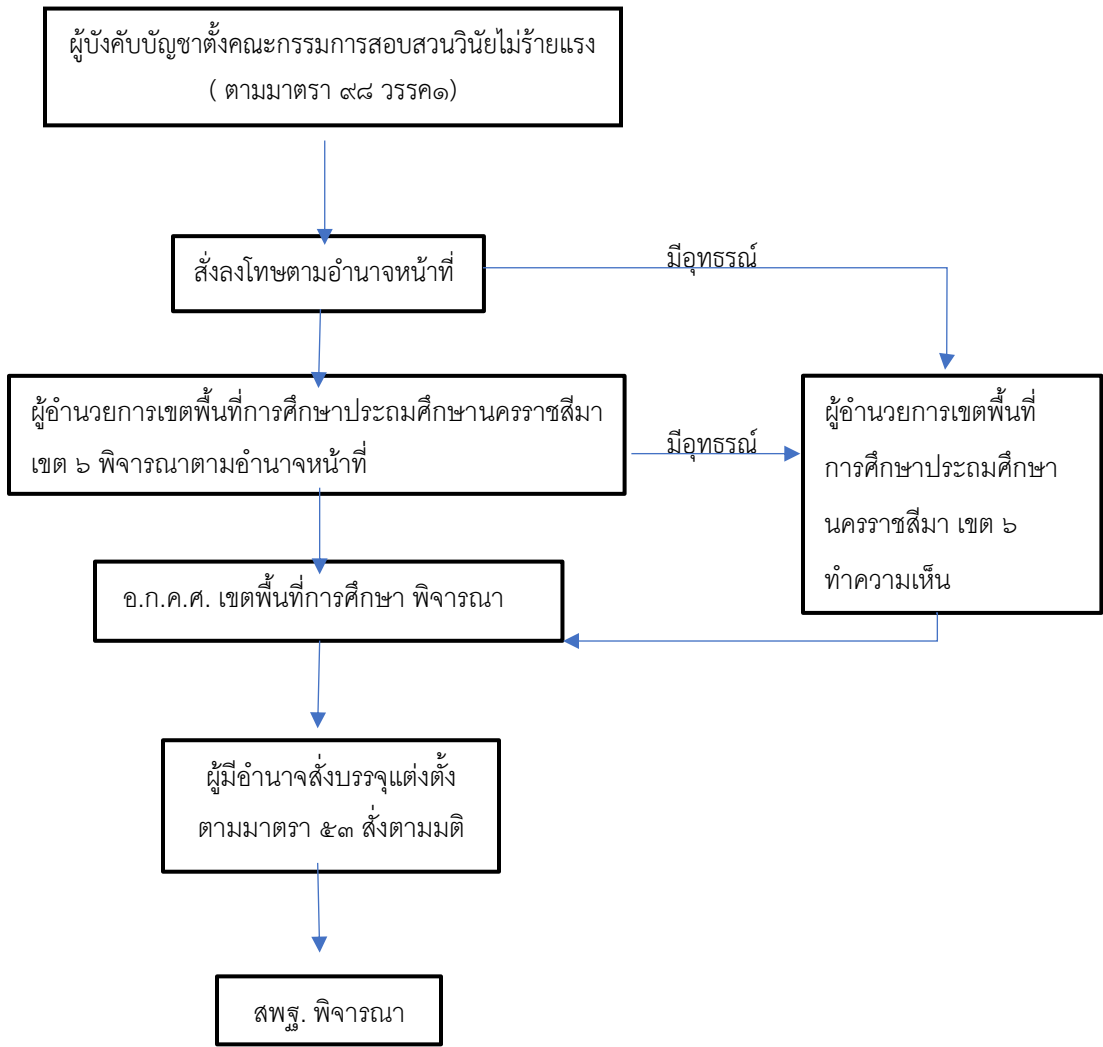 ผู้บังคับบัญชาตั้งคณะกรรมการสอบสวนวินัยไม่ร้ายแรง
( ตามมาตรา ๙๘ วรรค๑)
สั่งลงโทษตามอำนาจหน้าที่
มีอุทธรณ์
ผู้อำนวยการเขตพื้นที่การศึกษาประถมศึกษานครราชสีมา
เขต ๖ พิจารณาตามอำนาจหน้าที่
มีอุทธรณ์
ผู้อำนวยการเขตพื้นที่
การศึกษาประถมศึกษา
นครราชสีมา เขต ๖
ทำความเห็น
อ.ก.ค.ศ. เขตพื้นที่การศึกษา พิจารณา
ผู้มีอำนาจสั่งบรรจุแต่งตั้ง
ตามมาตรา ๕๓ สั่งตามมติ
สพฐ. พิจารณา